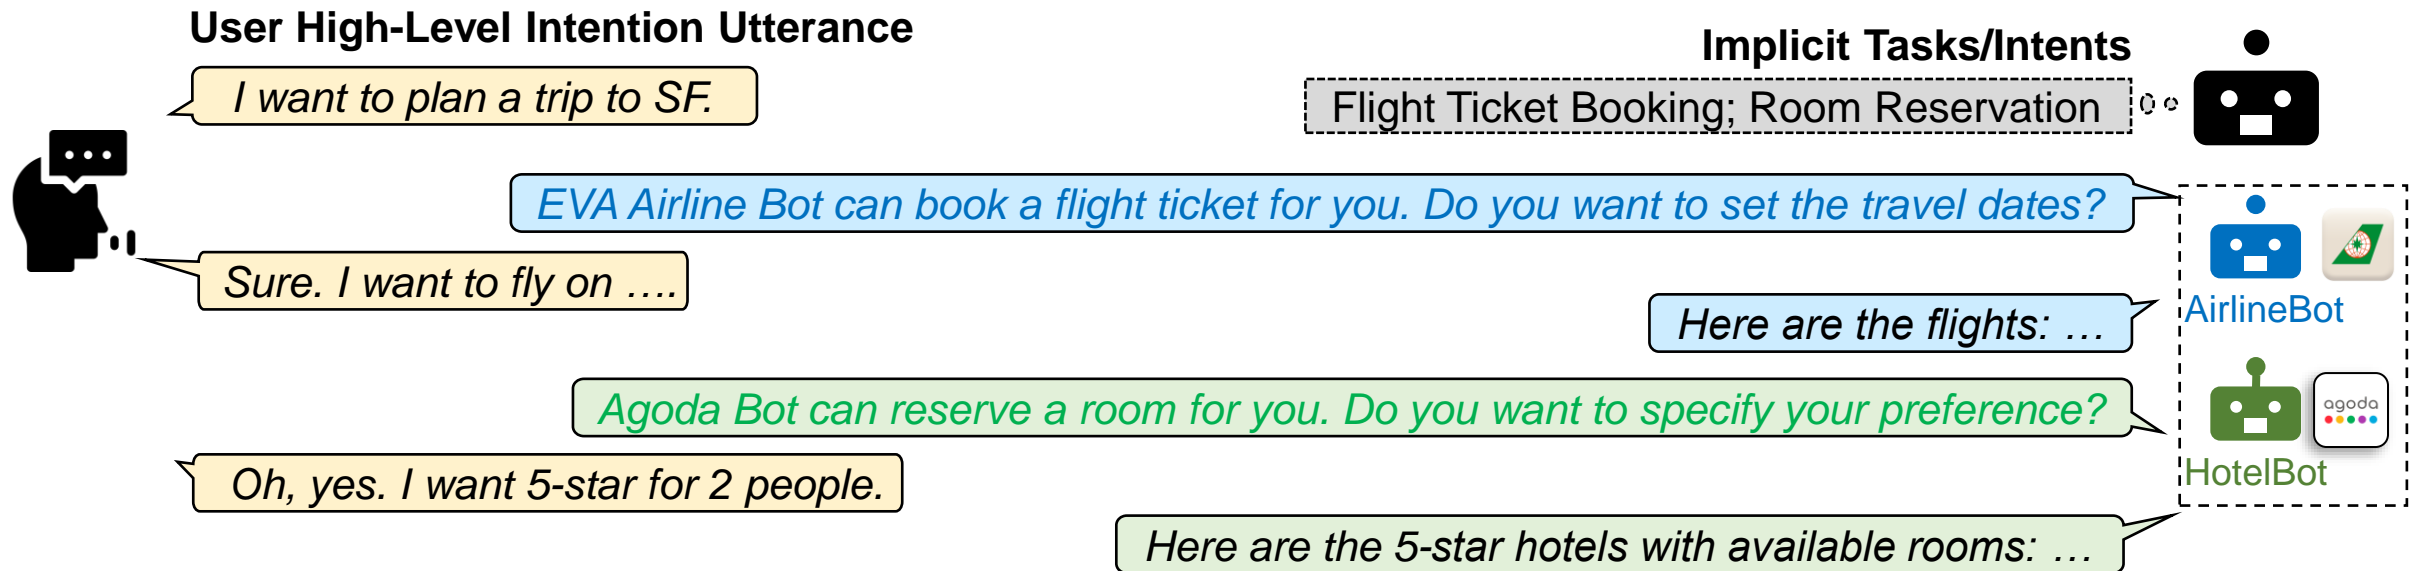 User High-Level Intention Utterance
Implicit Tasks/Intents
I want to plan a trip to SF.
Flight Ticket Booking; Room Reservation
EVA Airline Bot can book a flight ticket for you. Do you want to set the travel dates?
Sure. I want to fly on ….
AirlineBot
Here are the flights: …
Agoda Bot can reserve a room for you. Do you want to specify your preference?
agoda
HotelBot
Oh, yes. I want 5-star for 2 people.
Here are the 5-star hotels with available rooms: …